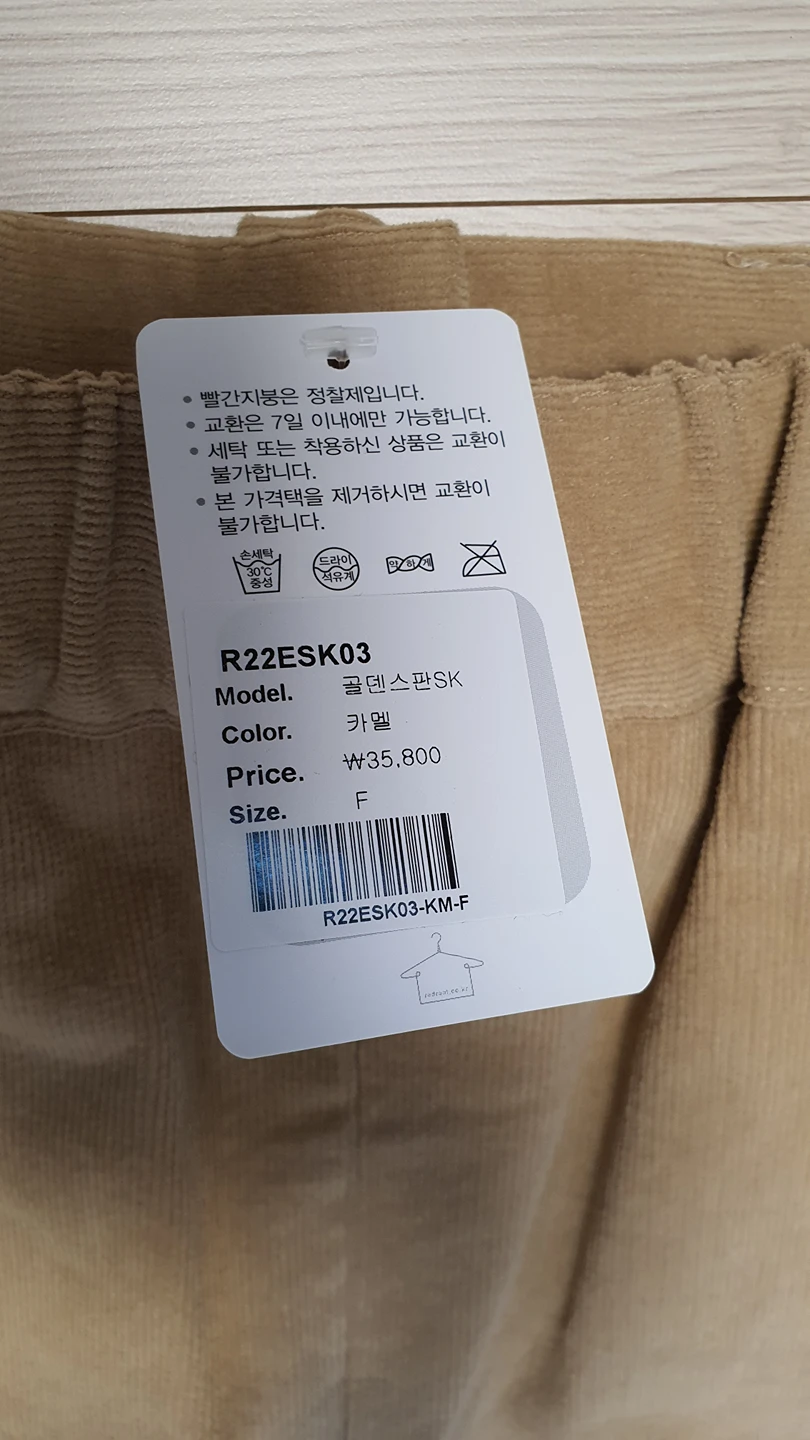 • 빨간지붕은 정찰제입니다.
• 교환은 7일 이내에만 가능합니다.
• 세탁 또는 착용하신 상품은 교환이
불가합니다.
• 본 가격택을 제거하시면 교환이
불가합니다.
손세탁
30℃
중성
드라이
석유계
약하게
R22ESK03
Model. 골덴스판SK
Color. 카멜
Price. ₩35,800
Size. F
R22ESK03-KM-F